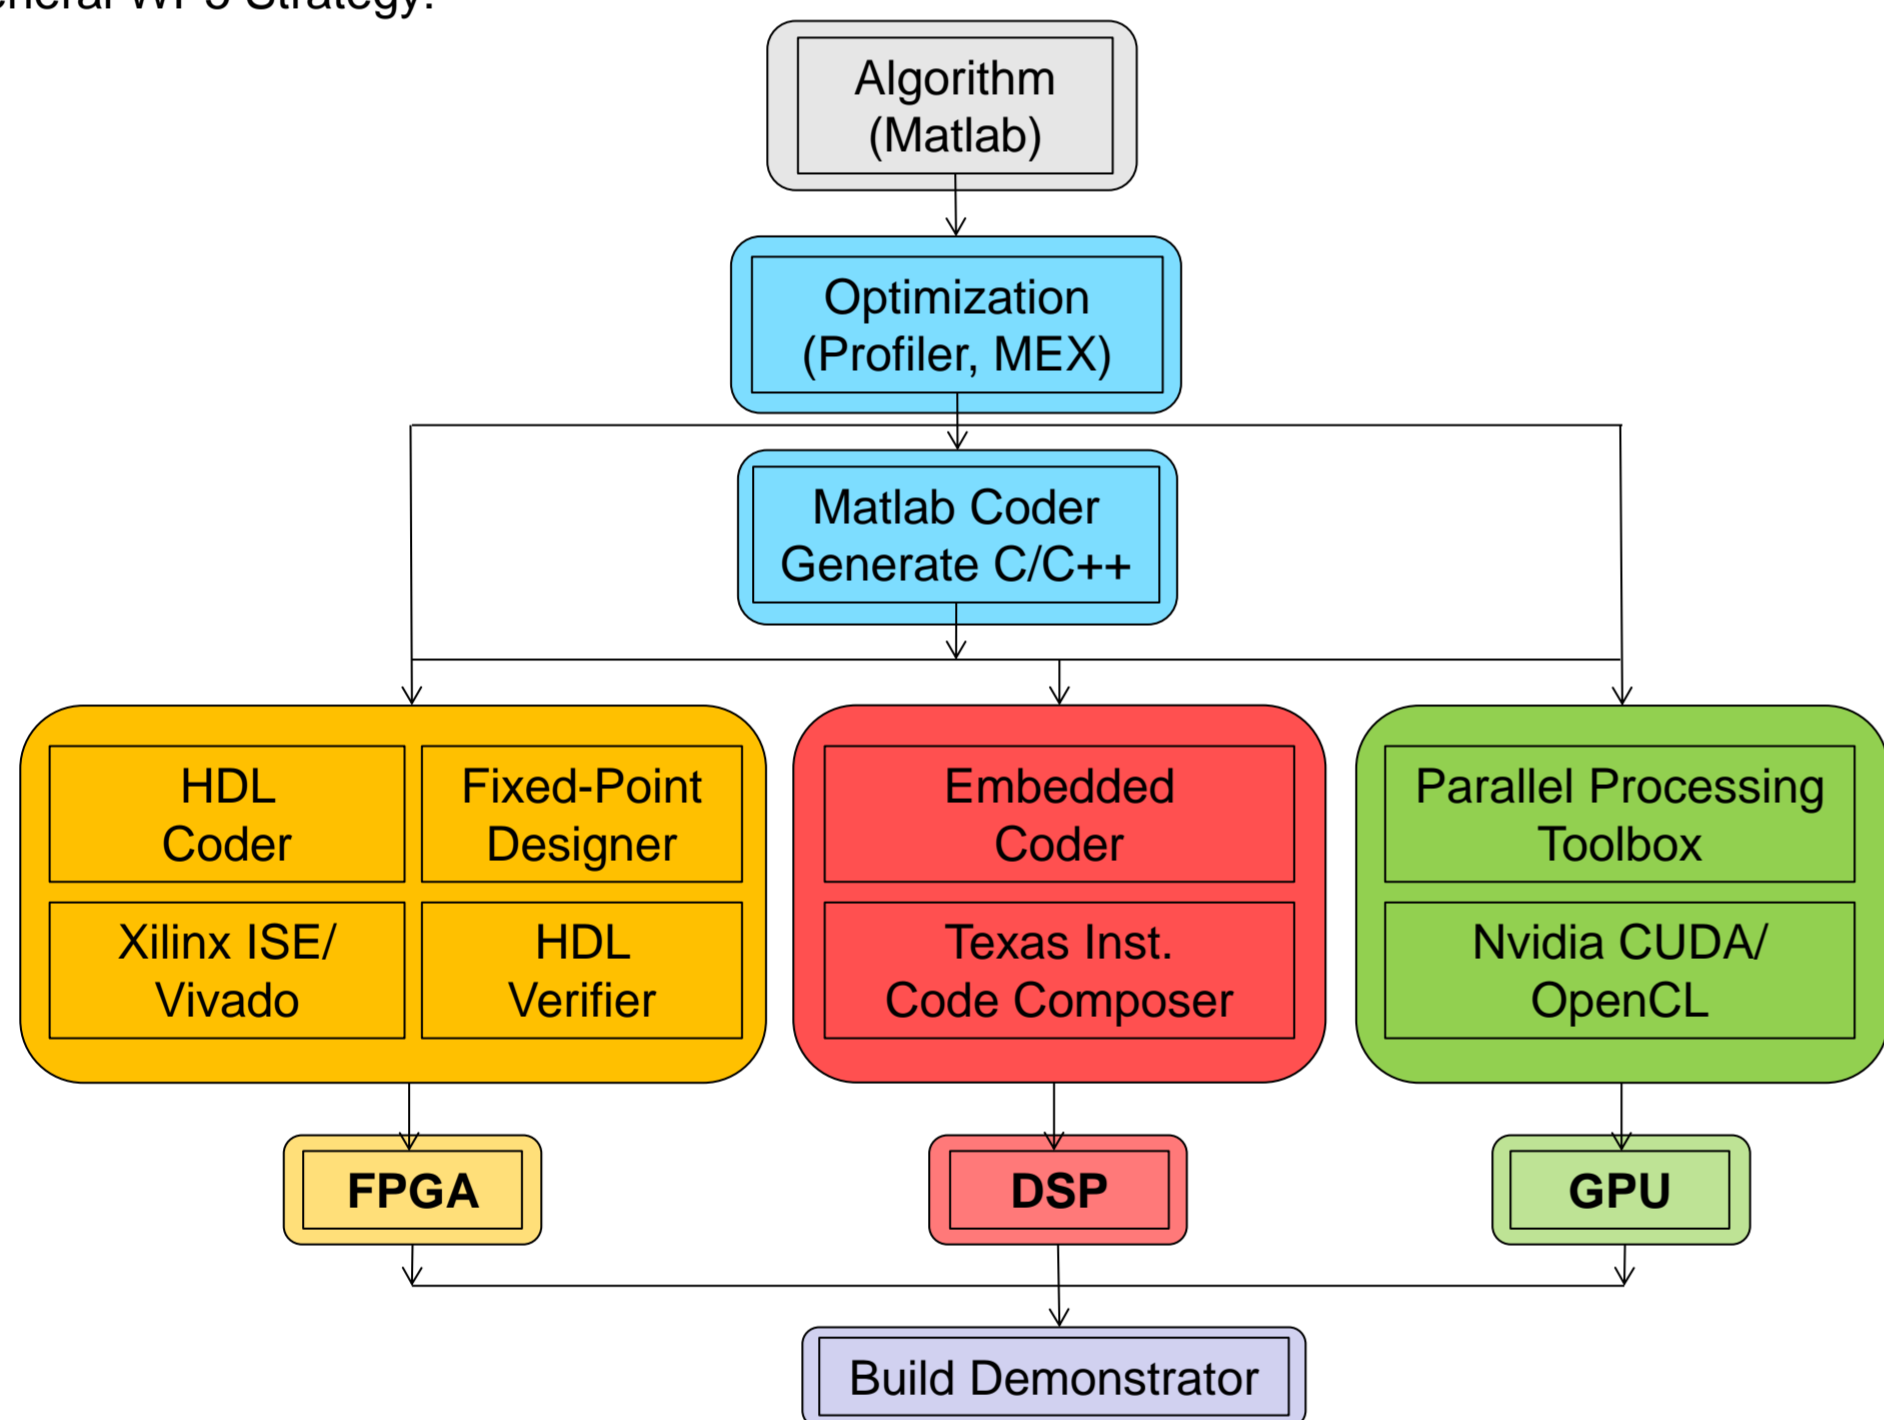 Strategy:
Algorithm
(Matlab)
Optimization
(Profiler, MEX)
Matlab Coder
Generate C/C++
HDL
Coder
Fixed-Point
Designer
Xilinx ISE/
Vivado
HDL
Verifier
Embedded
Coder
Texas Inst.
Code Composer
Parallel Processing
Toolbox
Nvidia CUDA/
OpenCL
FPGA
DSP
GPU
Build Demonstrator